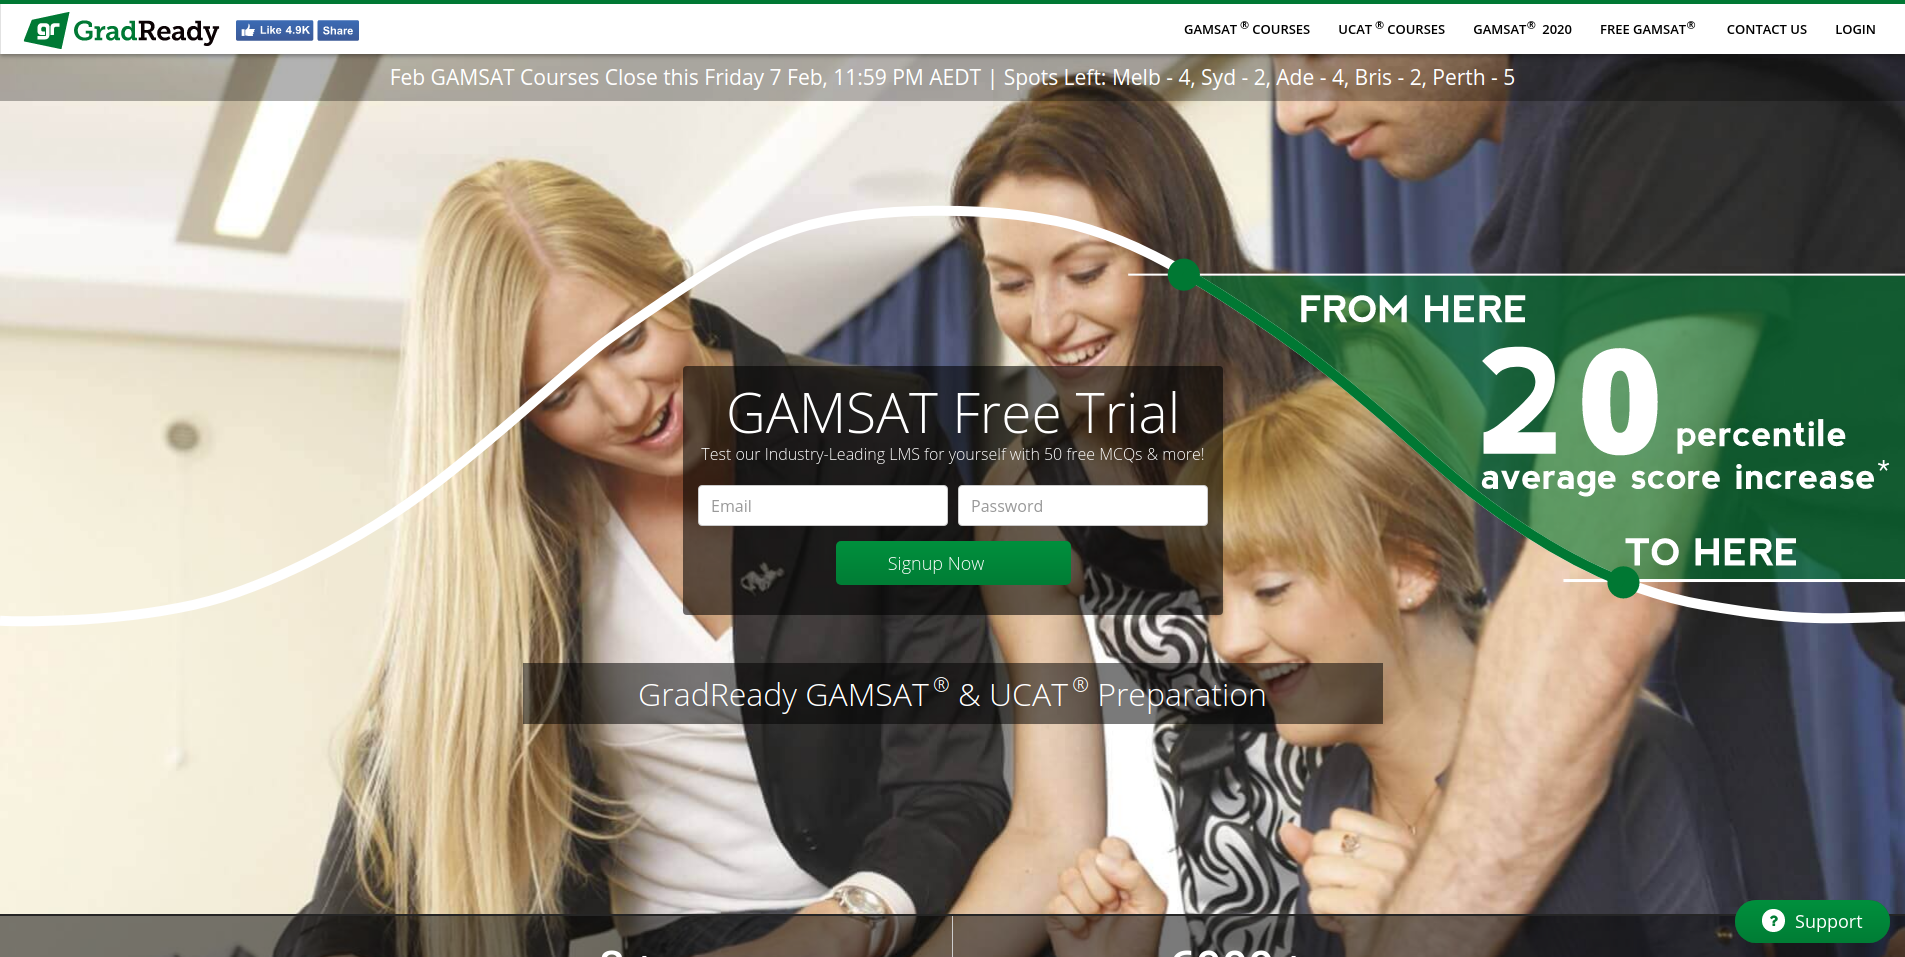 gr GradReady
Like 4.9K Share
GAMSAT ® COURSES
UCAT ® COURSES
GAMSAT® 2020
FREE GAMSAT®
CONTACT US
LOGIN
Feb GAMSAT Courses Close this Friday 7 Feb, 11:59 PM AEDT | Spots Left: Melb - 4, Syd - 2, Ade - 4, Bris - 2, Perth - 5
FROM HERE
20 percentile
average score increase*
TO HERE
GAMSAT Free Trial
Test our Industry-Leading LMS for yourself with 50 free MCQs & more!
Email
Password
Signup Now
GradReady GAMSAT® & UCAT® Preparation
? Support